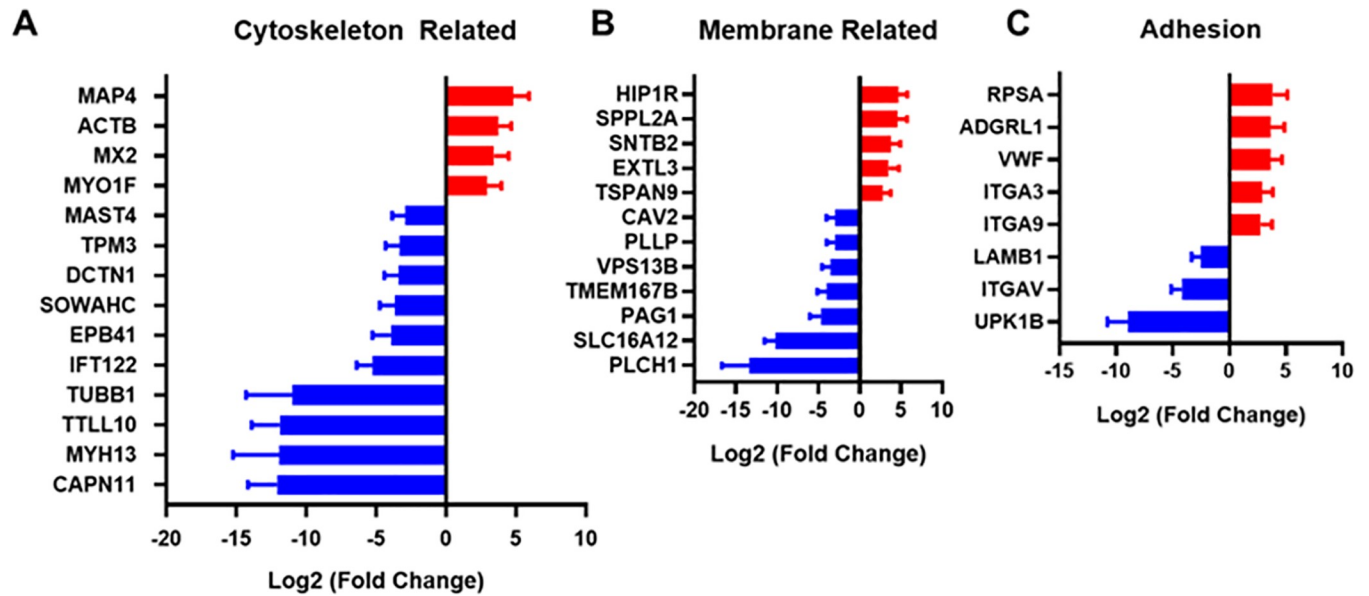 A
Cytoskeleton Related
MAP4
ACTB
MX2
MYO1F
MAST4
TPM3
DCTN1
SOWAHC
EPB41
IFT122
TUBB1
TTLL10
MYH13
CAPN11
-20 -15 -10 -5 0 5 10
Log2 (Fold Change)
B
Membrane Related
HIP1R
SPPL2A
SNTB2
EXTL3
TSPAN9
CAV2
PLLP
VPS13B
TMEM167B
PAG1
SLC16A12
PLCH1
-20 -15 -10 -5 0 5 10
Log2 (Fold Change)
C
Adhesion
RPSA
ADGRL1
VWF
ITGA3
ITGA9
LAMB1
ITGAV
UPK1B
-15 -10 -5 0 5 10
Log2 (Fold Change)